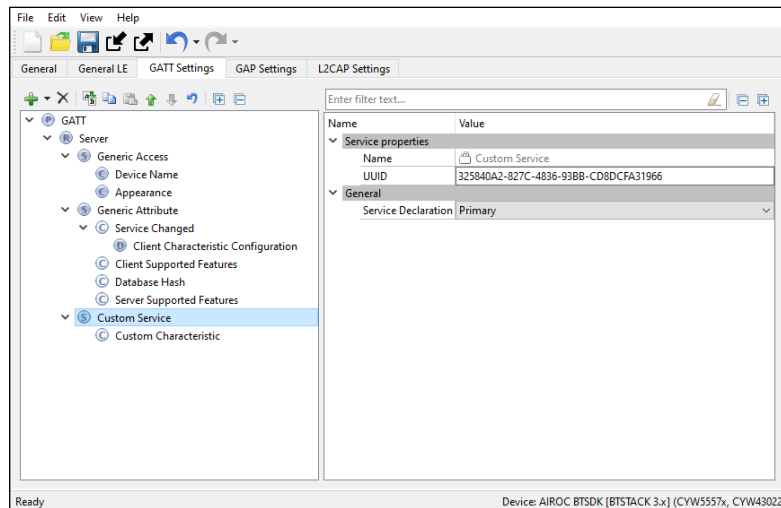 File Edit View Help
General General LE GATT Settings GAP Settings L2CAP Settings
Enter filter text...
P GATT
R Server
S Generic Access
C Device Name
C Appearance
S Generic Attribute
C Service Changed
D Client Characteristic Configuration
C Client Supported Features
C Database Hash
C Server Supported Features
S Custom Service
C Custom Characteristic
Name Value
Service properties
Name Custom Service
UUID 325840A2-827C-4836-93BB-CD8DCFA31966
General
Service Declaration Primary
Ready Device: AIROC BTSDK [BTSTACK 3.x] (CYW5557x, CYW43022